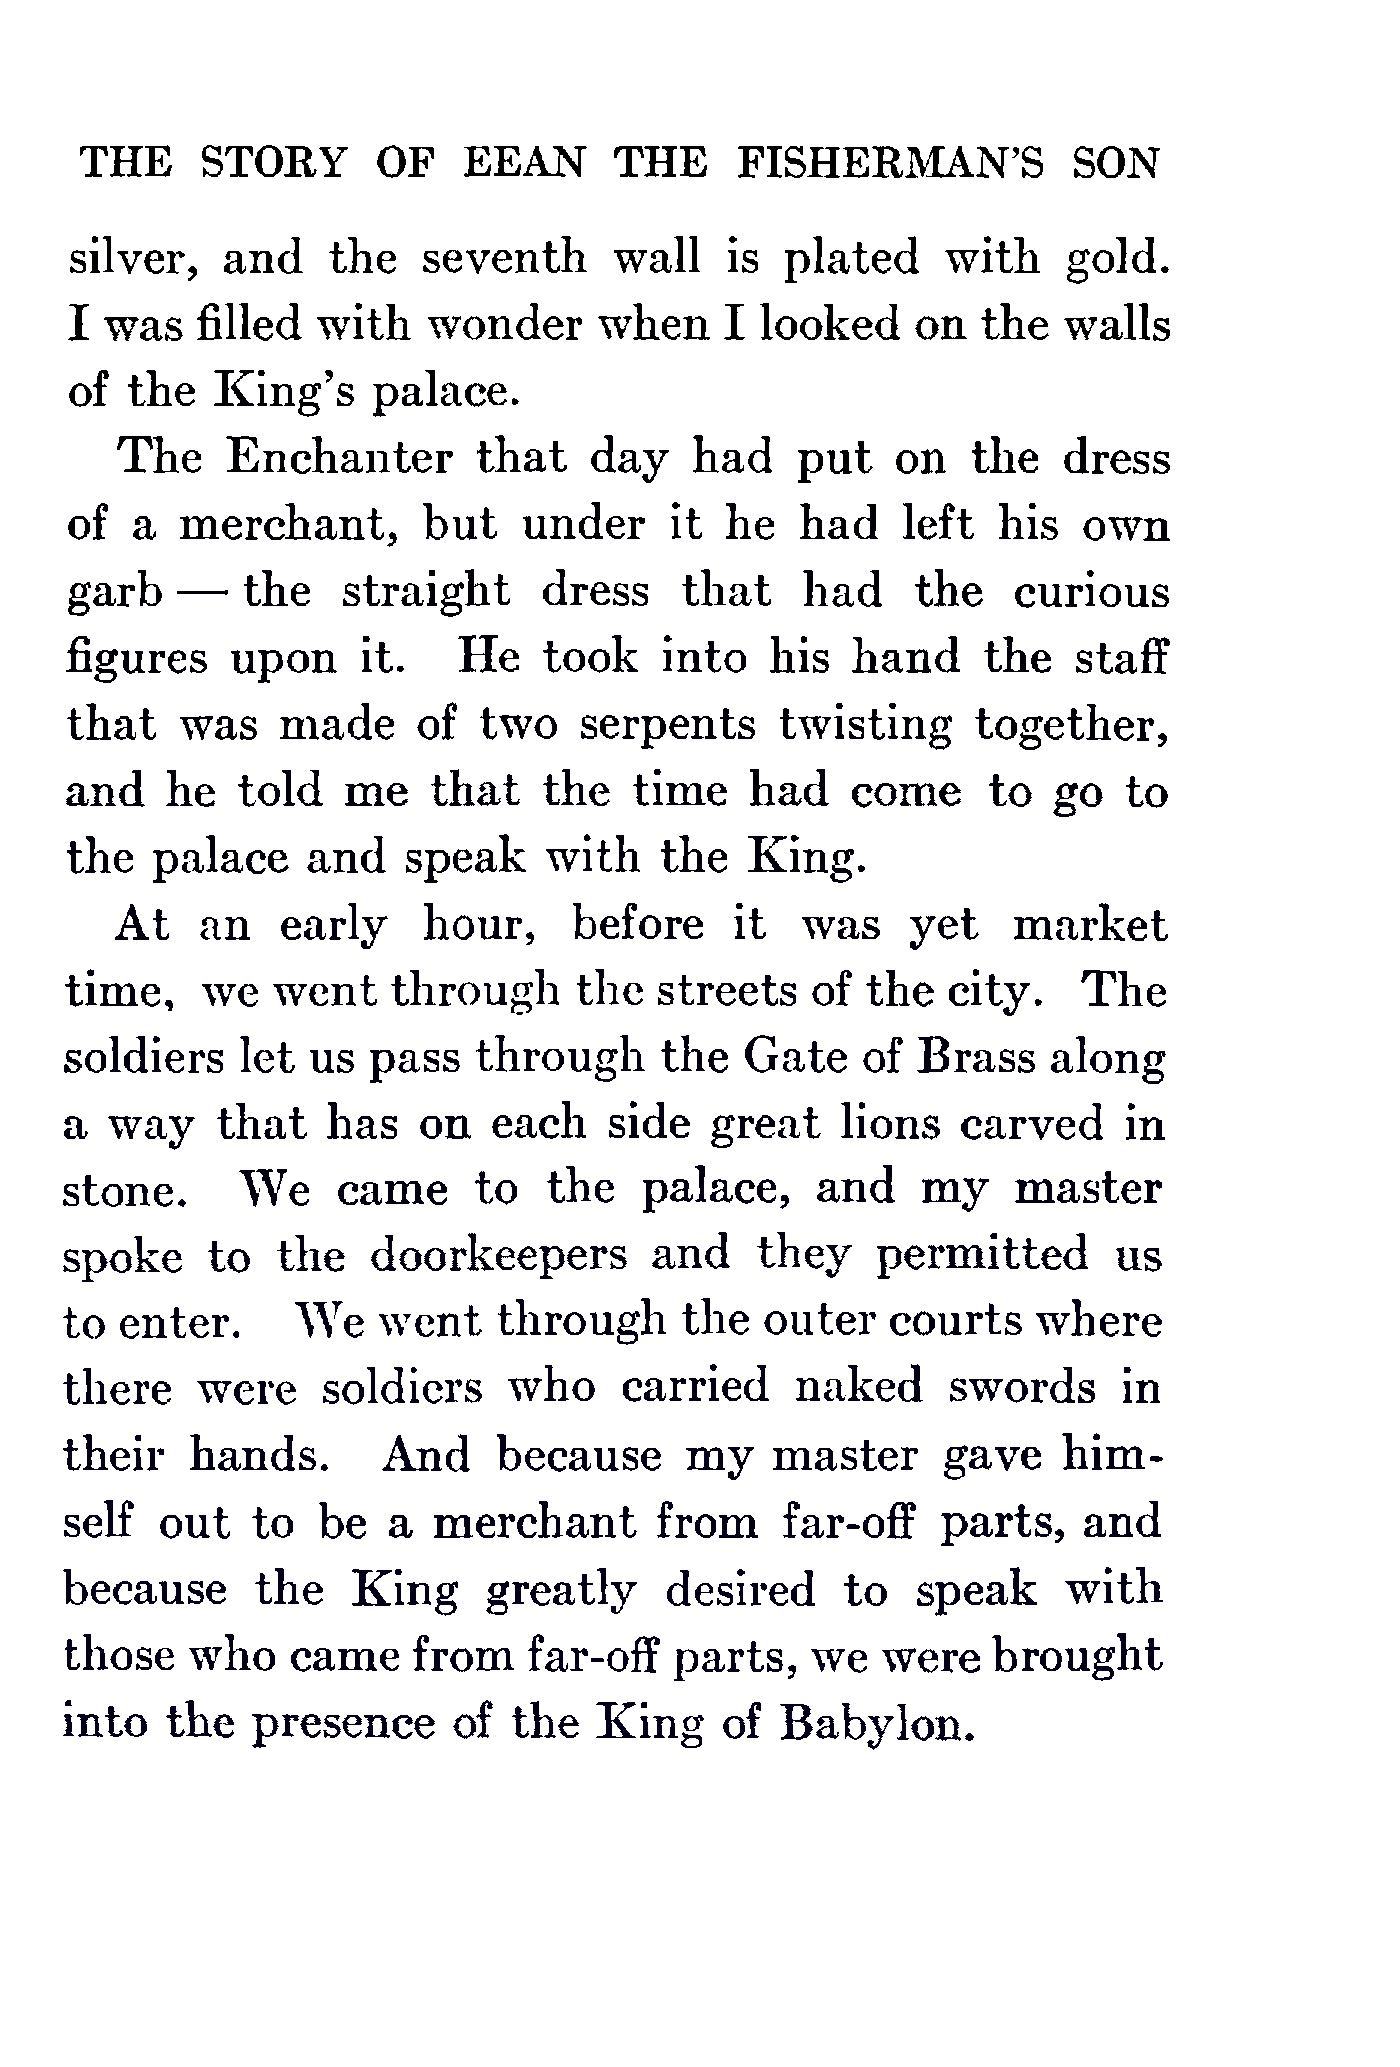 THE STORY OF EEAN THE FISHERMAN'S SON
silver, and the seventh wall is plated with gold.
I was filled with wonder when I looked on the walls
of the King's palace.
The Enchanter that day had put on the dress
of a merchant, but under it he had left his own
garb — the straight dress that had the curious
figures upon it. He took into his hand the staff
that was made of two serpents twisting together,
and he told me that the time had come to go to
the palace and speak with the King.
At an early hour, before it was yet market
time, we went through the streets of the city. The
soldiers let us pass through the Gate of Brass along
a way that has on each side great lions carved in
stone. We came to the palace, and my master
spoke to the doorkeepers and they permitted us
to enter. We went through the outer courts where
there were soldiers who carried naked swords in
their hands. And because my master gave him-
self out to be a merchant from far-off parts, and
because the King greatly desired to speak with
those who came from far-off parts, we were brought
into the presence of the King of Babylon.